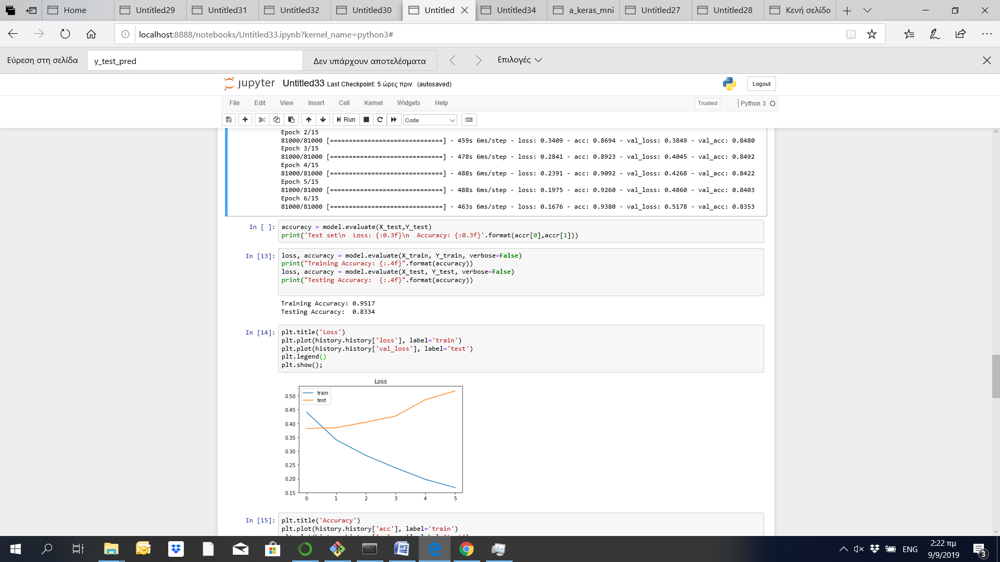 Home
Untitled29
Untitled31
Untitled32
Untitled30
Untitled
Untitled34
a_keras_mni
Untitled27
Untitled28
Κενή σελίδο
localhost:8888/notebooks/Untitled33.ipynb?kernel_name=python3#
Εύρεση στη σελίδα
y_test_pred
Δεν υπάρχουν αποτελέσματα
Επιλογές
jupyter Untitled33 Last Checkpoint: 5 ώρες πριν (autosaved)
Logout
File Edit View Insert Cell Kernel Widgets Help
Trusted
Python 3
Run
Code
Epoch 2/15
81000/81000 [==============================] - 459s 6ms/step - loss: 0.3409 - acc: 0.8694 - val_loss: 0.3849 - val_acc: 0.8480
Epoch 3/15
81000/81000 [==============================] - 478s 6ms/step - loss: 0.2841 - acc: 0.8923 - val_loss: 0.4045 - val_acc: 0.8492
Epoch 4/15
81000/81000 [==============================] - 488s 6ms/step - loss: 0.2391 - acc: 0.9092 - val_loss: 0.4268 - val_acc: 0.8422
Epoch 5/15
81000/81000 [==============================] - 488s 6ms/step - loss: 0.1975 - acc: 0.9260 - val_loss: 0.4860 - val_acc: 0.8403
Epoch 6/15
81000/81000 [==============================] - 463s 6ms/step - loss: 0.1676 - acc: 0.9380 - val_loss: 0.5178 - val_acc: 0.8353
In [ ]:
accuracy = model.evaluate(X_test,Y_test)
print('Test set\n  Loss: {:0.3f}\n  Accuracy: {:0.3f}'.format(accr[0],accr[1]))
In [13]:
loss, accuracy = model.evaluate(X_train, Y_train, verbose=False)
print("Training Accuracy: {:.4f}".format(accuracy))
loss, accuracy = model.evaluate(X_test, Y_test, verbose=False)
print("Testing Accuracy:  {:.4f}".format(accuracy))
Training Accuracy: 0.9517
Testing Accuracy:  0.8334
In [14]:
plt.title('Loss')
plt.plot(history.history['loss'], label='train')
plt.plot(history.history['val_loss'], label='test')
plt.legend()
plt.show();
Loss
train
test
0.50
0.45
0.40
0.35
0.30
0.25
0.20
0.15
0 1 2 3 4 5
In [15]:
plt.title('Accuracy')
plt.plot(history.history['acc'], label='train')
ENG
2:22 πμ
9/9/2019
3